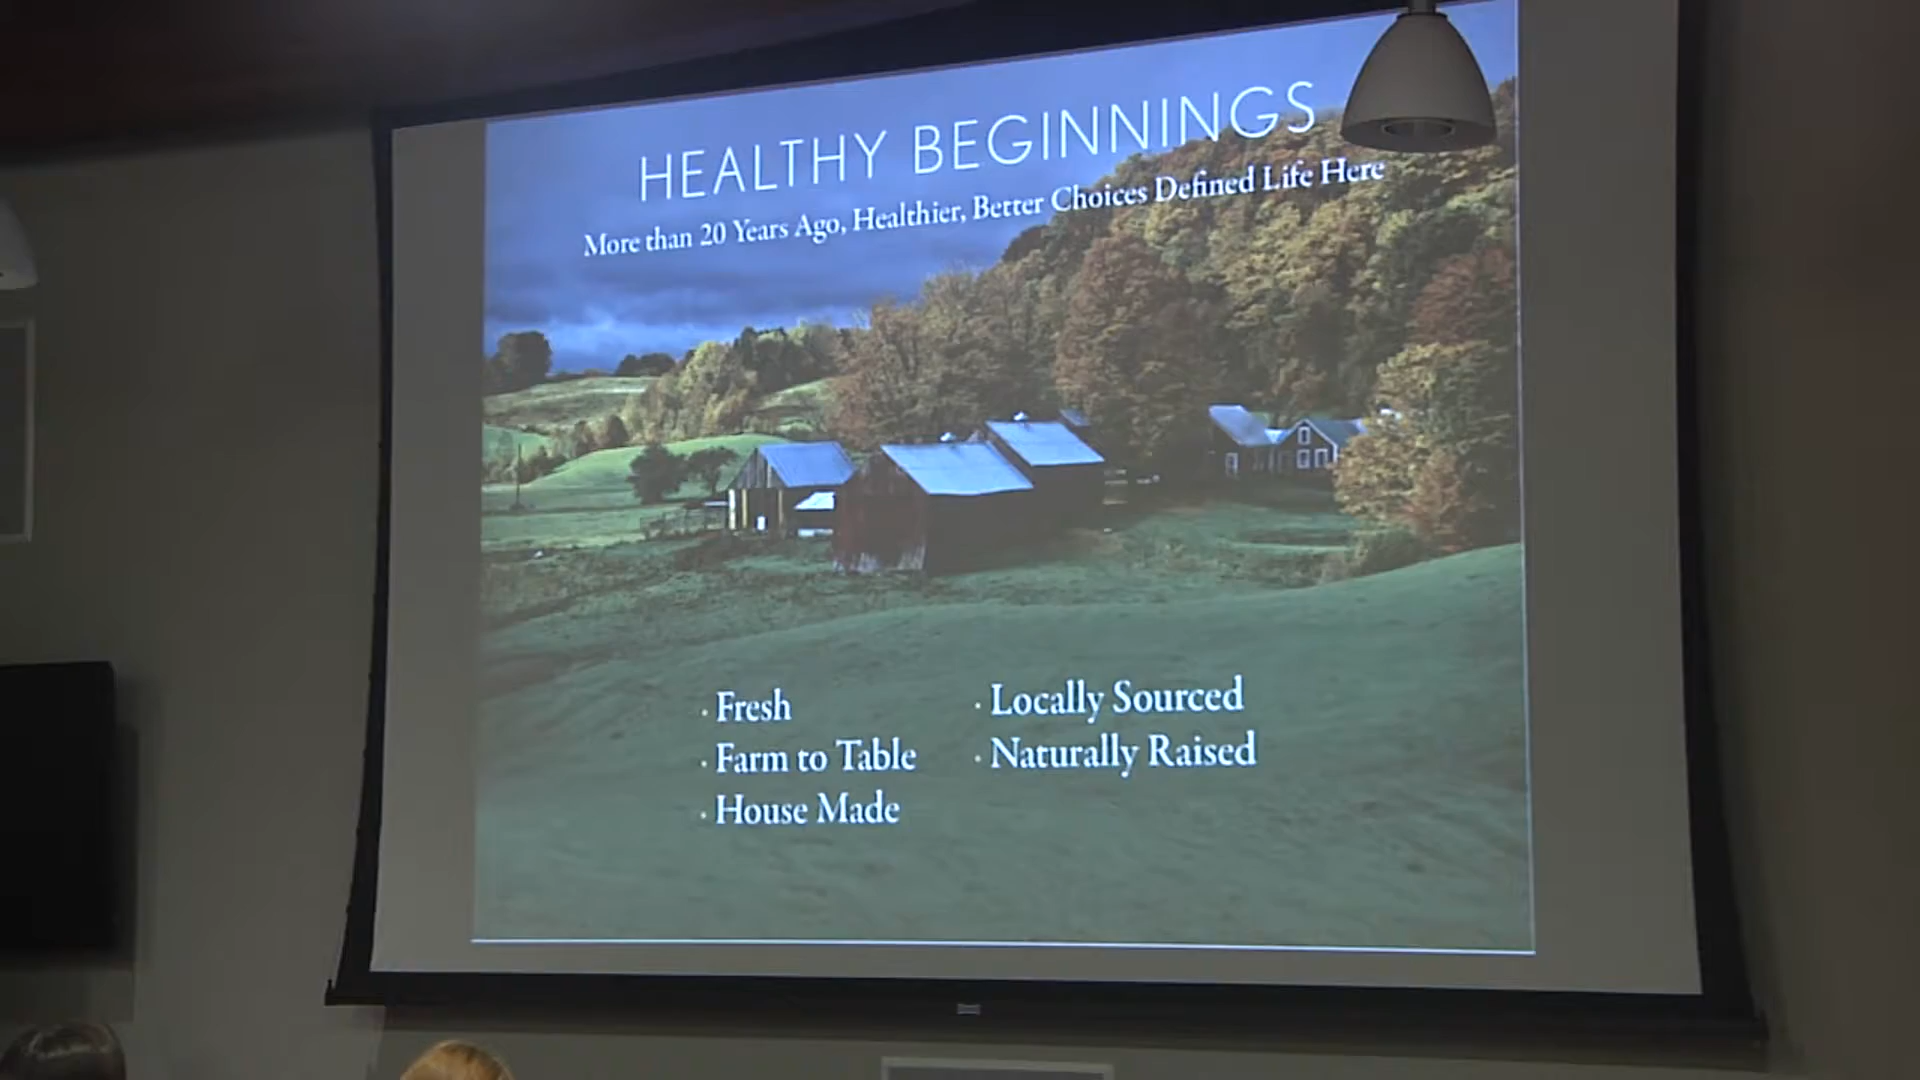 HEALTHY BEGINNINGS
More than 20 Years Ago, Healthier, Better Choices Defined Life Here
· Fresh
· Farm to Table
· House Made
· Locally Sourced
· Naturally Raised